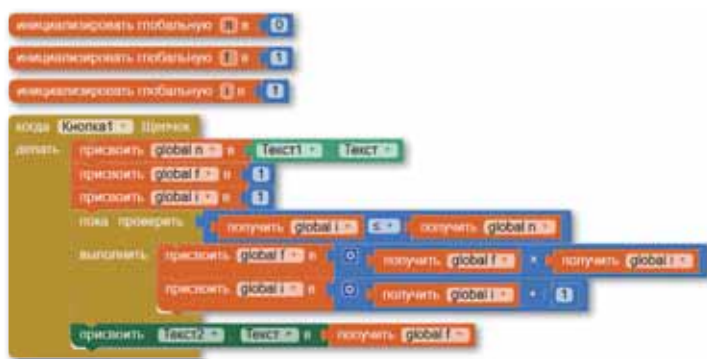 инициализировать глобальную n в 0
инициализировать глобальную f в 1
инициализировать глобальную i в 1
когда Кнопка1 Щелчок
делать присвоить global n в Текст1 . Текст
присвоить global f в 1
присвоить global i в 1
пока проверить получить global i ≤ получить global n
выполнить присвоить global f в получить global f × получить global i
присвоить global i в получить global i + 1
присвоить Текст2 . Текст в получить global f